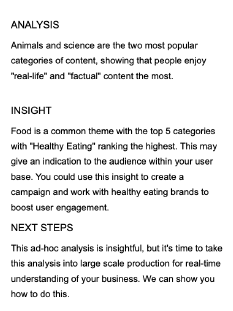 ANALYSIS
Animals and science are the two most popular
categories of content, showing that people enjoy
"real-life" and "factual" content the most.
INSIGHT
Food is a common theme with the top 5 categories
with "Healthy Eating" ranking the highest. This may
give an indication to the audience within your user
base. You could use this insight to create a
campaign and work with healthy eating brands to
boost user engagement.
NEXT STEPS
This ad-hoc analysis is insightful, but it's time to take
this analysis into large scale production for real-time
understanding of your business. We can show you
how to do this.